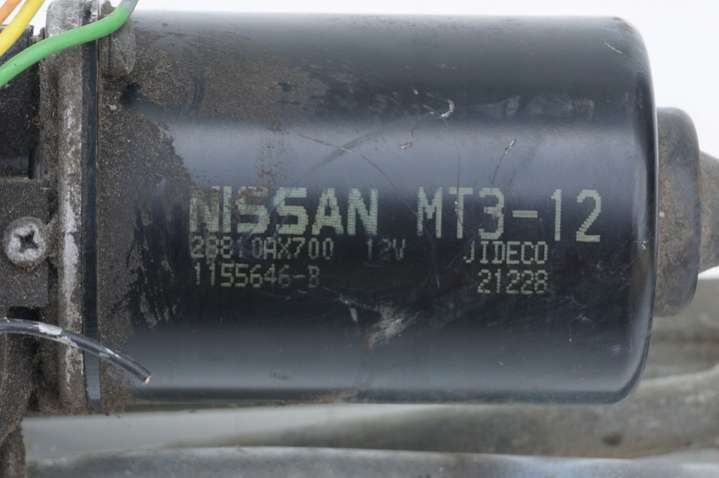 NISSAN MT3-12
28810AX700 12V JIDECO
1155646-B 21228